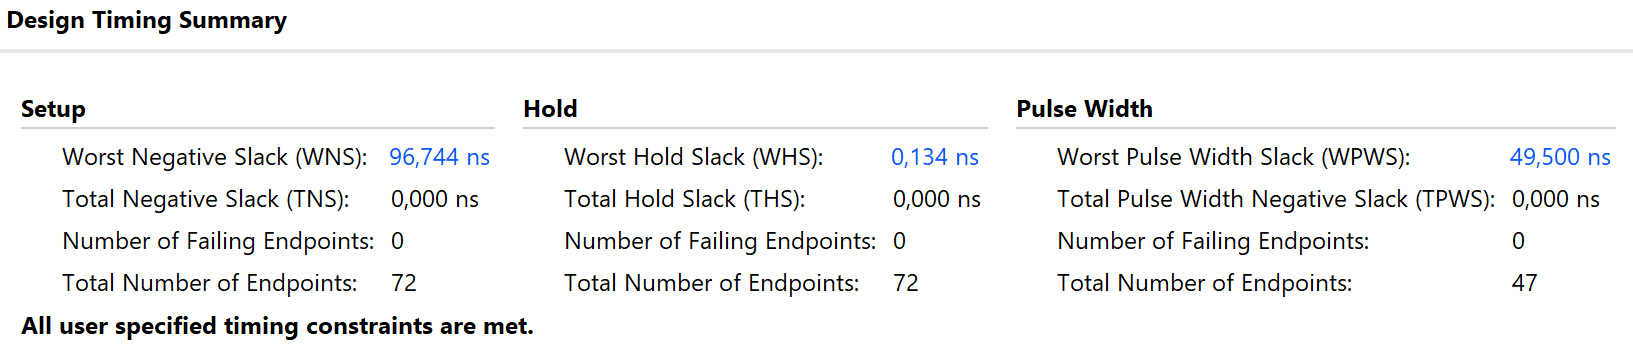 Design Timing Summary
Setup
Hold
Pulse Width
Worst Negative Slack (WNS): 96,744 ns
Worst Hold Slack (WHS): 0,134 ns
Worst Pulse Width Slack (WPWS): 49,500 ns
Total Negative Slack (TNS): 0,000 ns
Total Hold Slack (THS): 0,000 ns
Total Pulse Width Negative Slack (TPWS): 0,000 ns
Number of Failing Endpoints: 0
Number of Failing Endpoints: 0
Number of Failing Endpoints: 0
Total Number of Endpoints: 72
Total Number of Endpoints: 72
Total Number of Endpoints: 47
All user specified timing constraints are met.